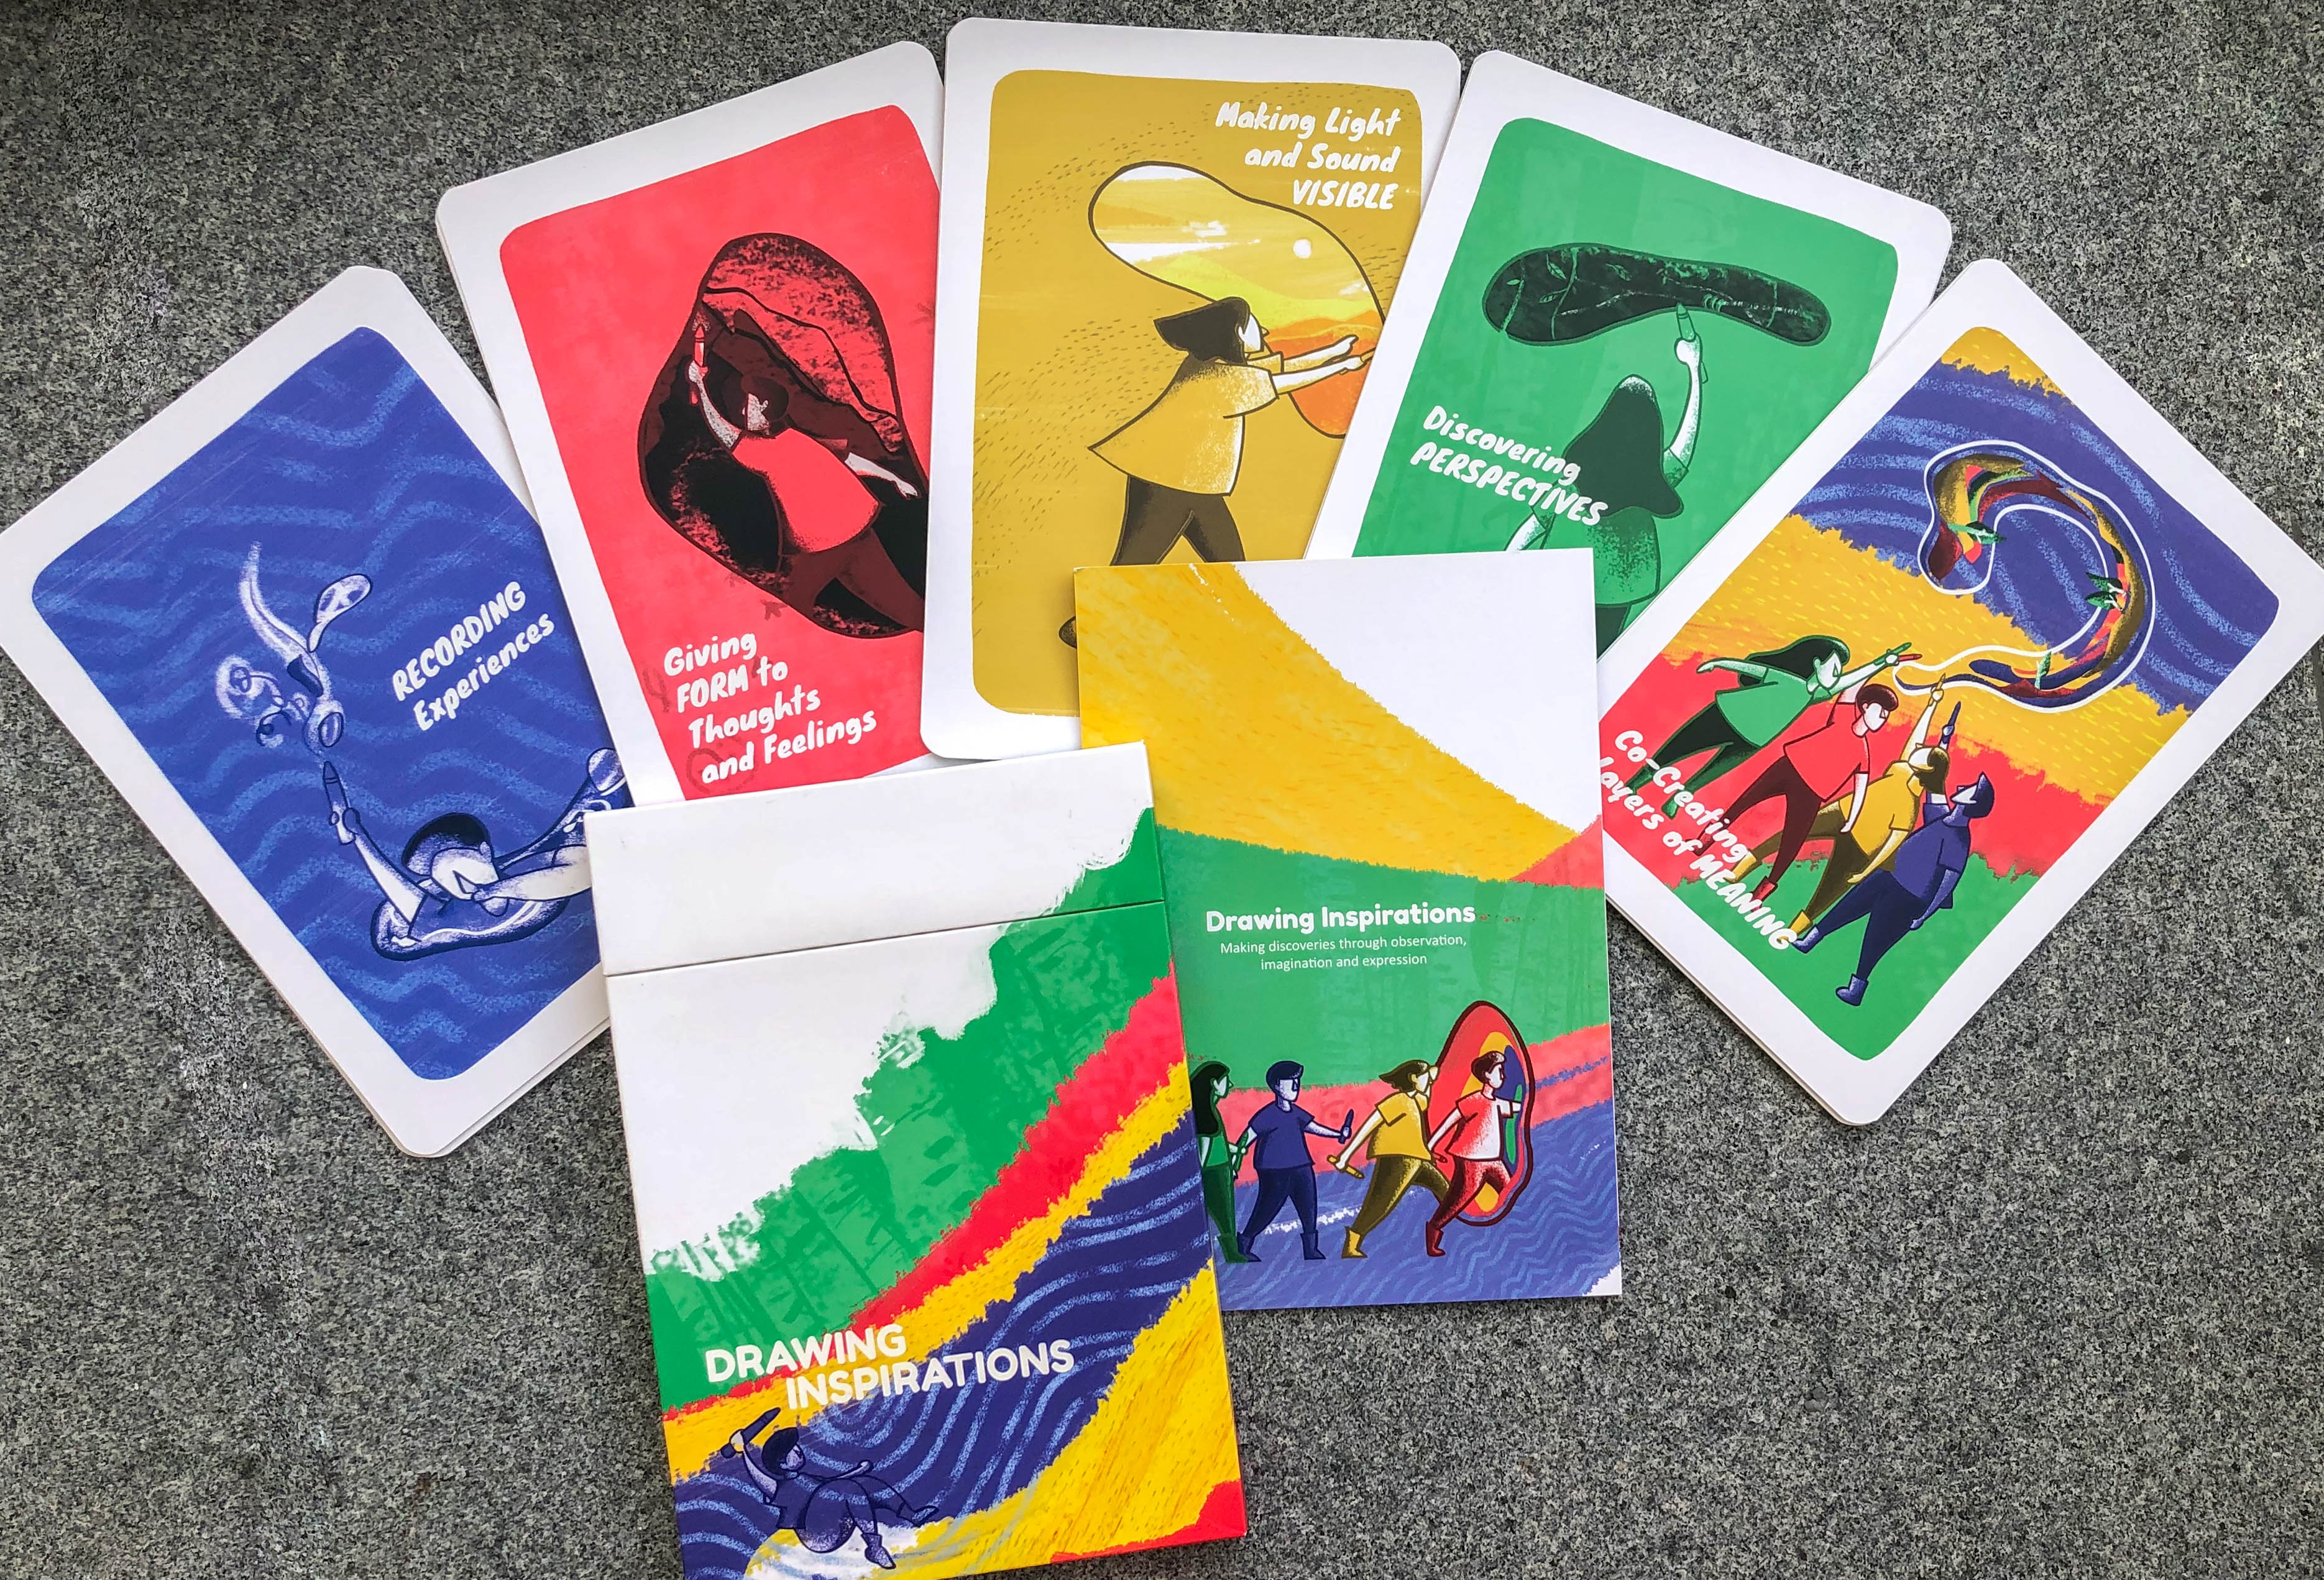 RECORDING
Experiences
Giving
FORM to
Thoughts
and Feelings
Making Light
and Sound
VISIBLE
Discovering
PERSPECTIVES
Co-Creating
layers of MEANING
Drawing Inspirations
Making discoveries through observation,
imagination and expression
DRAWING
INSPIRATIONS